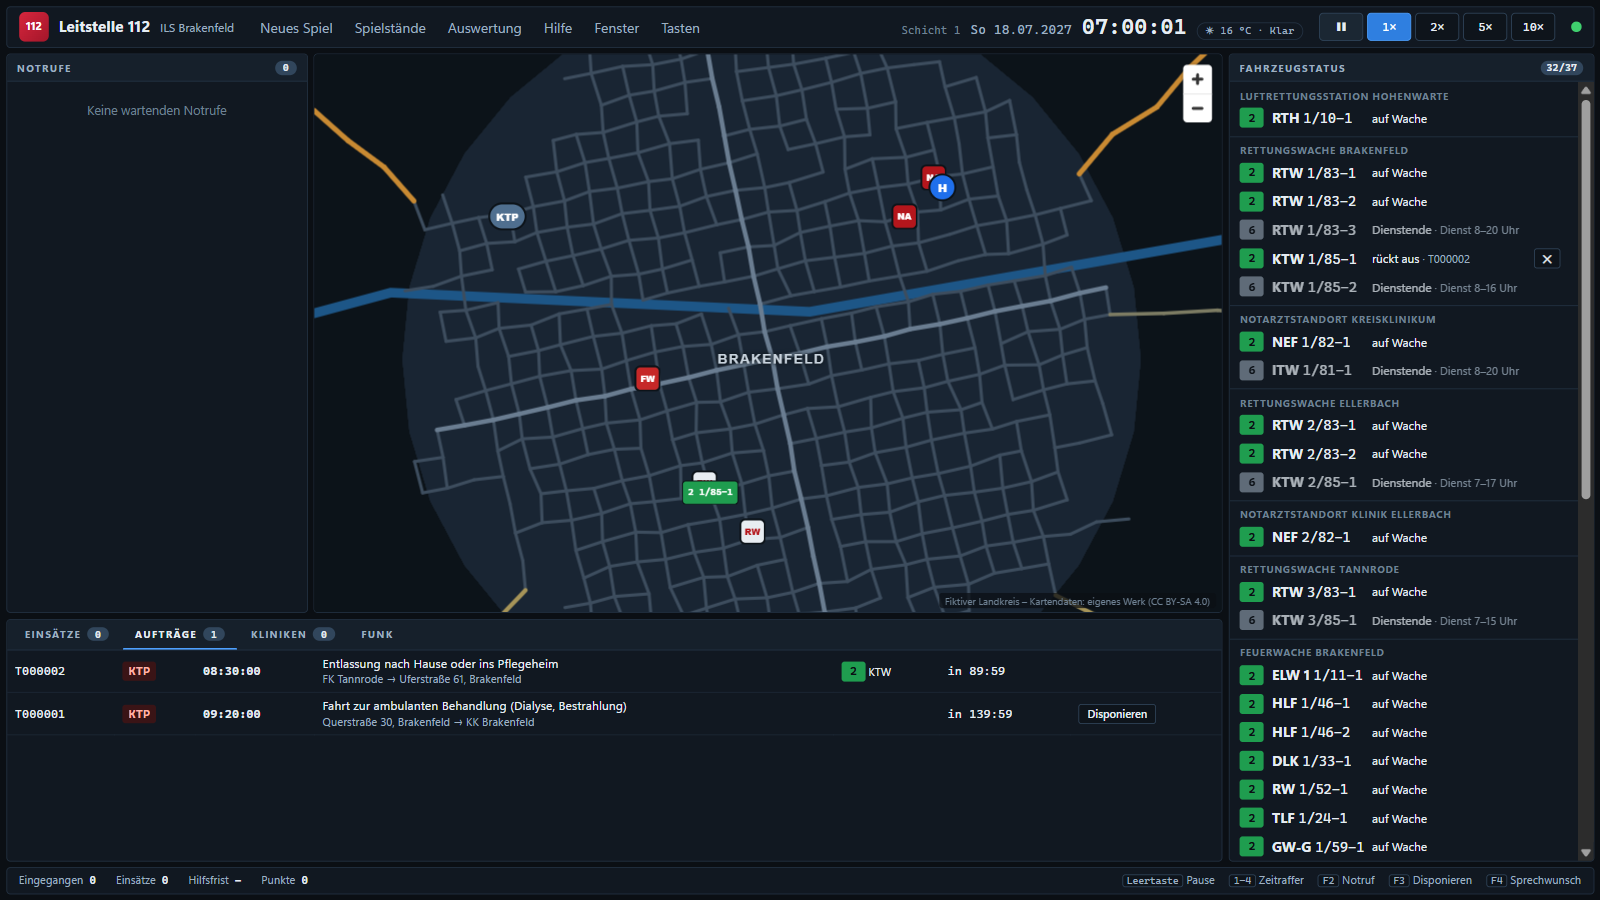 112 Leitstelle 112 ILS Brakenfeld Neues Spiel Spielstände Auswertung Hilfe Fenster Tasten Schicht 1 So 18.07.2027 07:00:01 ☀ 16 °C · Klar 1× 2× 5× 10×
NOTRUFE 0
Keine wartenden Notrufe
+
−
KTP
H
NA
BRAKENFELD
FW
2 1/85–1
RW
Fiktiver Landkreis – Kartendaten: eigenes Werk (CC BY-SA 4.0)
FAHRZEUGSTATUS 32/37
LUFTRETTUNGSSTATION HOHENWARTE
2 RTH 1/10–1 auf Wache
RETTUNGSWACHE BRAKENFELD
2 RTW 1/83–1 auf Wache
2 RTW 1/83–2 auf Wache
6 RTW 1/83–3 Dienstende · Dienst 8–20 Uhr
2 KTW 1/85–1 rückt aus · T000002 ✕
6 KTW 1/85–2 Dienstende · Dienst 8–16 Uhr
NOTARZTSTANDORT KREISKLINIKUM
2 NEF 1/82–1 auf Wache
6 ITW 1/81–1 Dienstende · Dienst 8–20 Uhr
RETTUNGSWACHE ELLERBACH
2 RTW 2/83–1 auf Wache
2 RTW 2/83–2 auf Wache
6 KTW 2/85–1 Dienstende · Dienst 7–17 Uhr
NOTARZTSTANDORT KLINIK ELLERBACH
2 NEF 2/82–1 auf Wache
RETTUNGSWACHE TANNRODE
2 RTW 3/83–1 auf Wache
6 KTW 3/85–1 Dienstende · Dienst 7–15 Uhr
FEUERWACHE BRAKENFELD
2 ELW 1 1/11–1 auf Wache
2 HLF 1/46–1 auf Wache
2 HLF 1/46–2 auf Wache
2 DLK 1/33–1 auf Wache
2 RW 1/52–1 auf Wache
2 TLF 1/24–1 auf Wache
2 GW-G 1/59–1 auf Wache
EINSÄTZE 0 AUFTRÄGE 1 KLINIKEN 0 FUNK
T000002 KTP 08:30:00 Entlassung nach Hause oder ins Pflegeheim 2 KTW in 89:59
FK Tannrode → Uferstraße 61, Brakenfeld
T000001 KTP 09:20:00 Fahrt zur ambulanten Behandlung (Dialyse, Bestrahlung) in 139:59 Disponieren
Querstraße 30, Brakenfeld → KK Brakenfeld
Eingegangen 0 Einsätze 0 Hilfsfrist – Punkte 0 Leertaste Pause 1–4 Zeitraffer F2 Notruf F3 Disponieren F4 Sprechwunsch